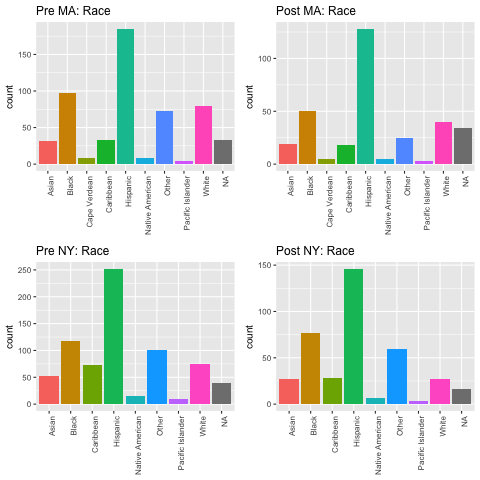 Pre MA: Race
count
150
100
50
0
Asian
Black
Cape Verdean
Caribbean
Hispanic
Native American
Other
Pacific Islander
White
NA
Post MA: Race
count
100
50
0
Asian
Black
Cape Verdean
Caribbean
Hispanic
Native American
Other
Pacific Islander
White
NA
Pre NY: Race
count
250
200
150
100
50
0
Asian
Black
Caribbean
Hispanic
Native American
Other
Pacific Islander
White
NA
Post NY: Race
count
150
100
50
0
Asian
Black
Caribbean
Hispanic
Native American
Other
Pacific Islander
White
NA